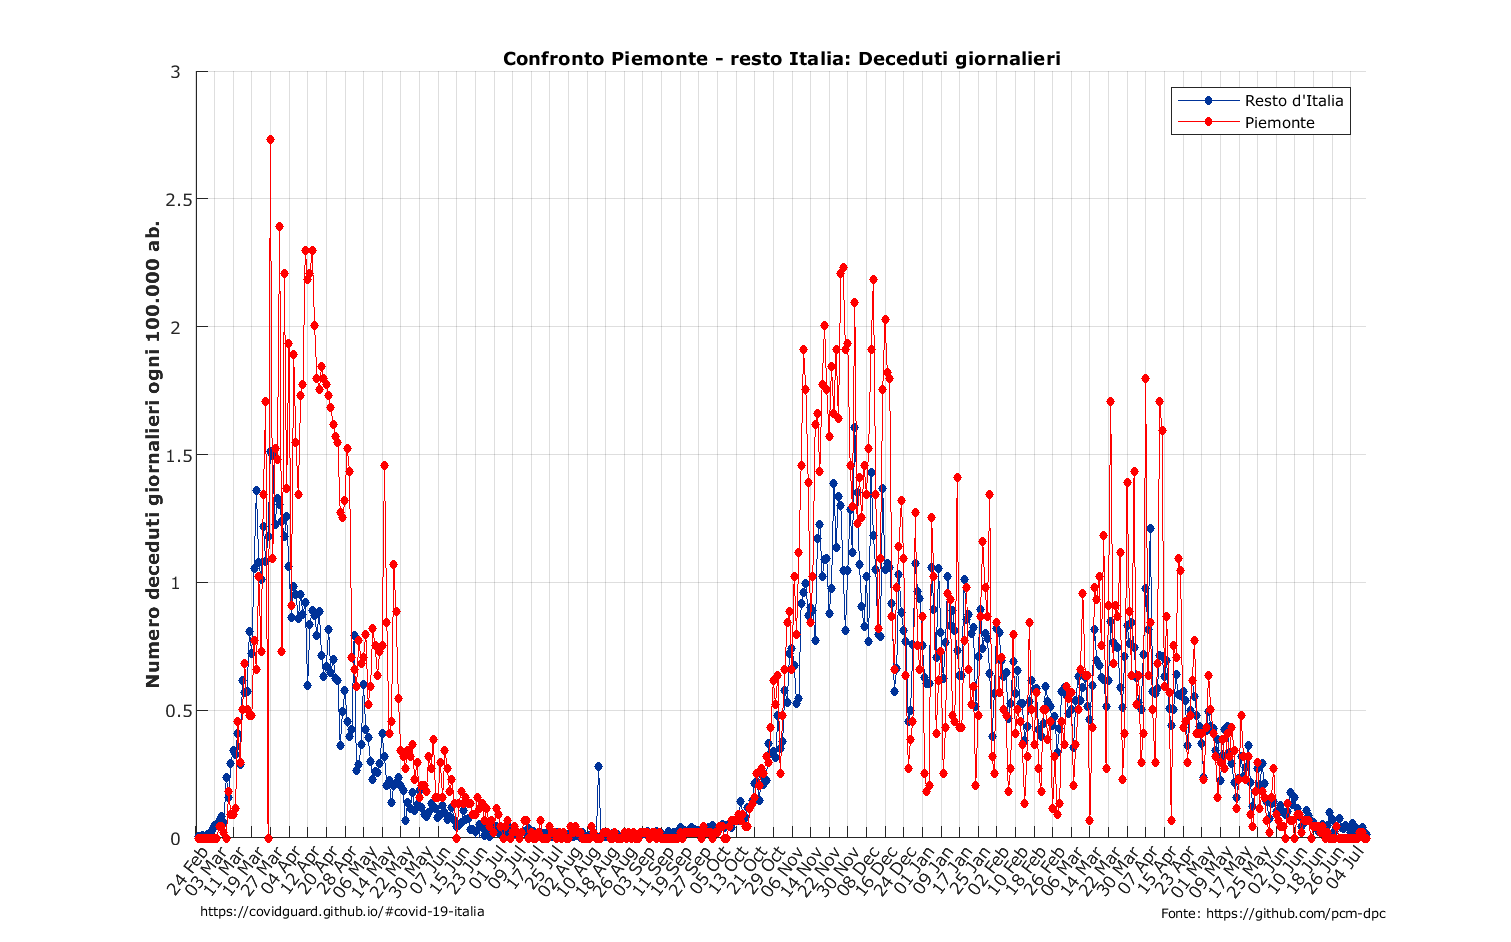 Confronto Piemonte - resto Italia: Deceduti giornalieri
Resto d'Italia
Piemonte
Numero deceduti giornalieri ogni 100.000 ab.
3
2.5
2
1.5
1
0.5
0
24 Feb
03 Mar
11 Mar
19 Mar
27 Mar
04 Apr
12 Apr
20 Apr
28 Apr
06 May
14 May
22 May
30 May
07 Jun
15 Jun
23 Jun
01 Jul
09 Jul
17 Jul
25 Jul
02 Aug
10 Aug
18 Aug
26 Aug
03 Sep
11 Sep
19 Sep
27 Sep
05 Oct
13 Oct
21 Oct
29 Oct
06 Nov
14 Nov
22 Nov
30 Nov
08 Dec
16 Dec
24 Dec
01 Jan
09 Jan
17 Jan
25 Jan
02 Feb
10 Feb
18 Feb
26 Feb
06 Mar
14 Mar
22 Mar
30 Mar
07 Apr
15 Apr
23 Apr
01 May
09 May
17 May
25 May
02 Jun
10 Jun
18 Jun
26 Jun
04 Jul
https://covidguard.github.io/#covid-19-italia
Fonte: https://github.com/pcm-dpc